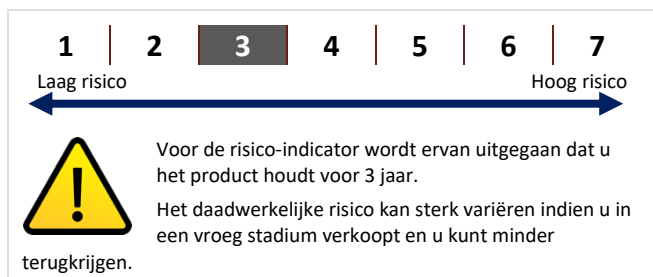 1 2 3 4 5 6 7
Laag risico Hoog risico
Voor de risico-indicator wordt ervan uitgegaan dat u
het product houdt voor 3 jaar.
Het daadwerkelijke risico kan sterk variëren indien u in
een vroeg stadium verkoopt en u kunt minder
terugkrijgen.